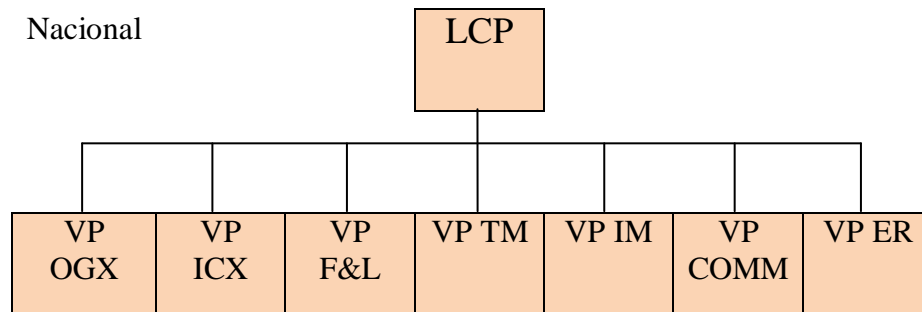 Nacional
LCP
VP
OGX
VP
ICX
VP
F&L
VP TM
VP IM
VP
COMM
VP ER